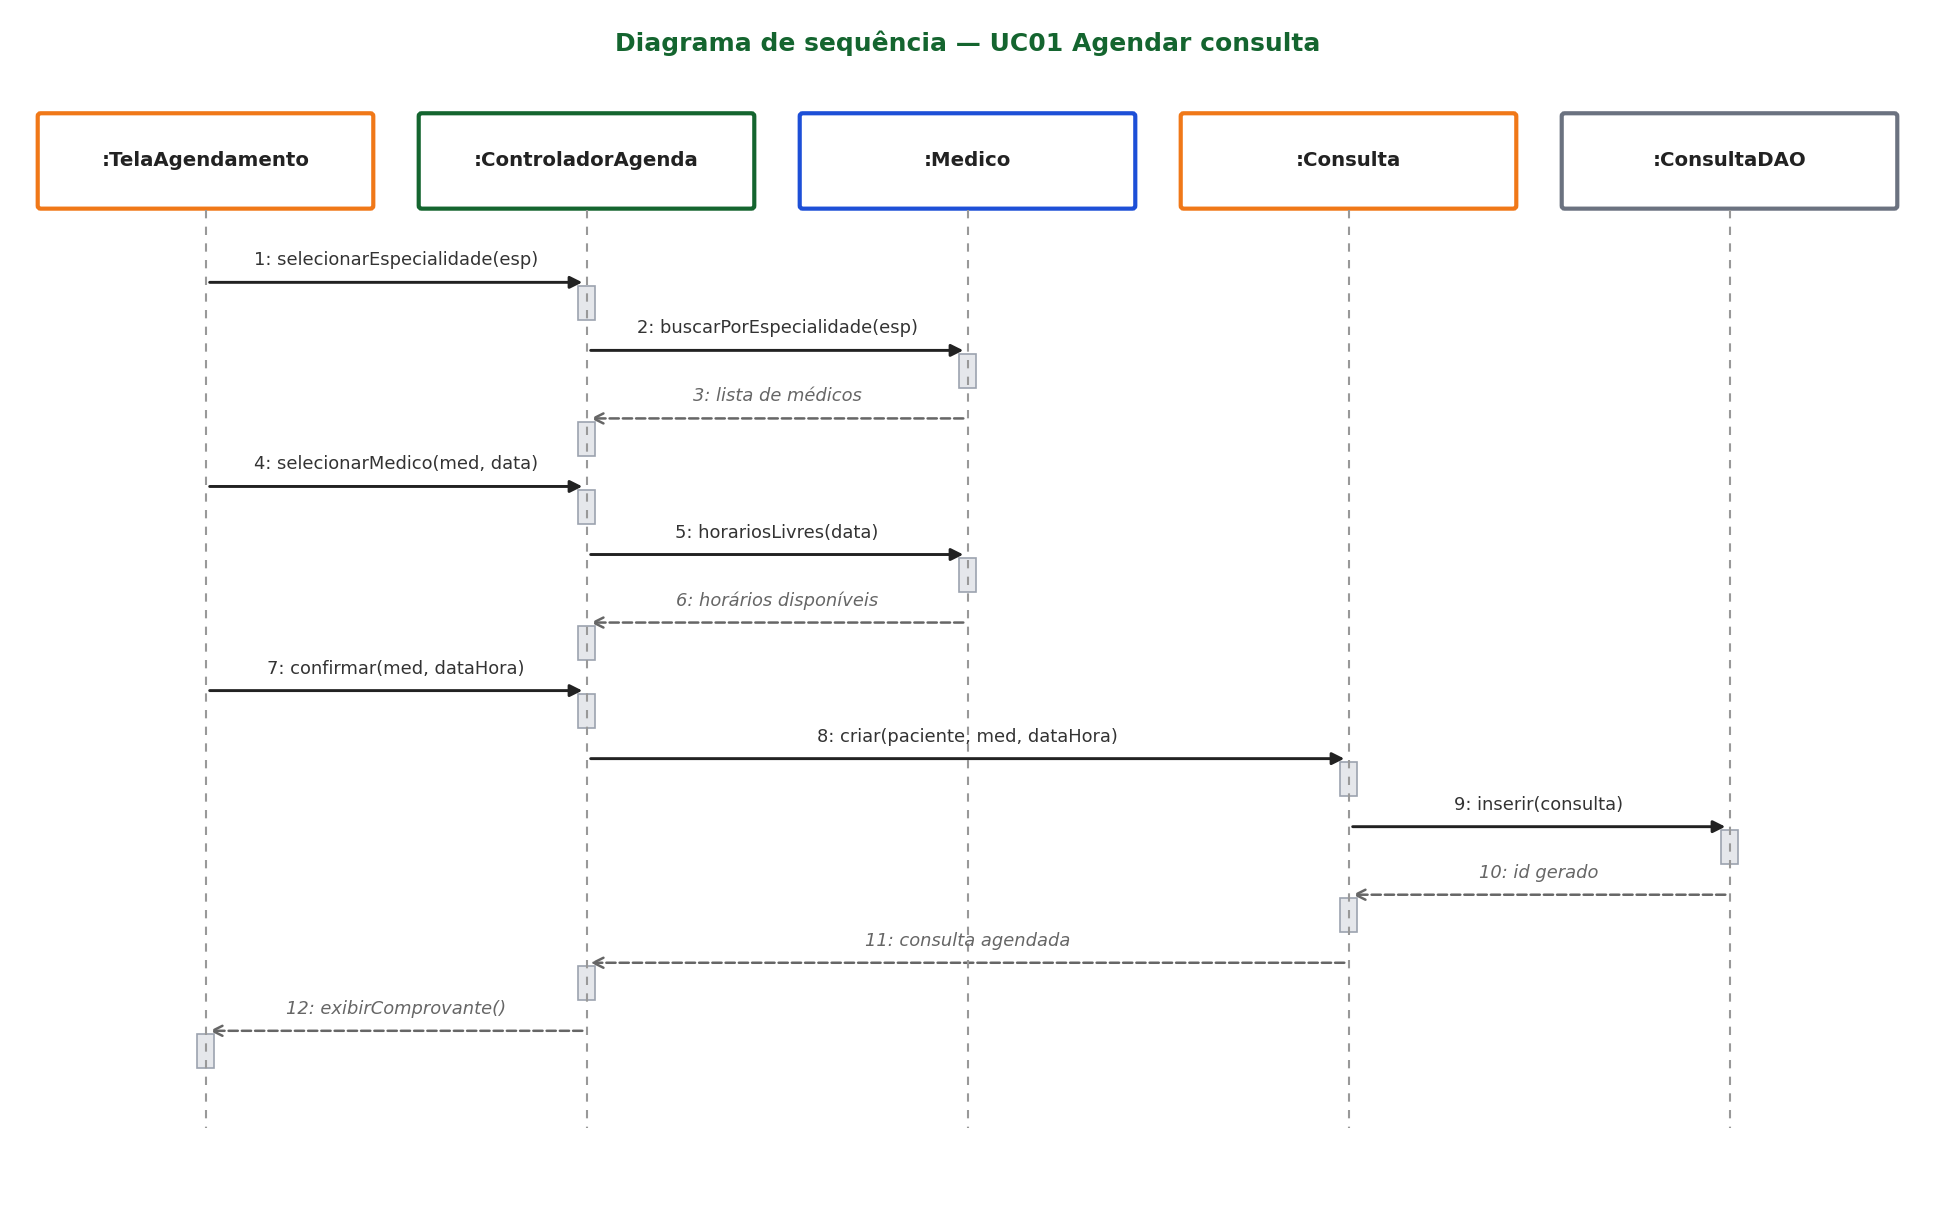 Diagrama de sequência — UC01 Agendar consulta
:TelaAgendamento
:ControladorAgenda
:Medico
:Consulta
:ConsultaDAO
1: selecionarEspecialidade(esp)
2: buscarPorEspecialidade(esp)
3: lista de médicos
4: selecionarMedico(med, data)
5: horariosLivres(data)
6: horários disponíveis
7: confirmar(med, dataHora)
8: criar(paciente, med, dataHora)
9: inserir(consulta)
10: id gerado
11: consulta agendada
12: exibirComprovante()